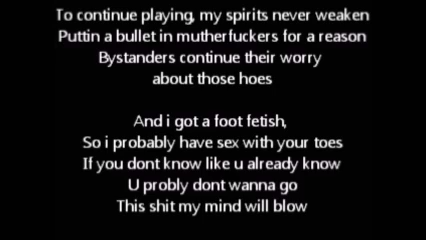 To continue playing, my spirits never weaken
Puttin a bullet in mutherfuckers for a reason
Bystanders continue their worry
about those hoes
And i got a foot fetish,
So i probably have sex with your toes
If you dont know like u already know
U probly dont wanna go
This shit my mind will blow